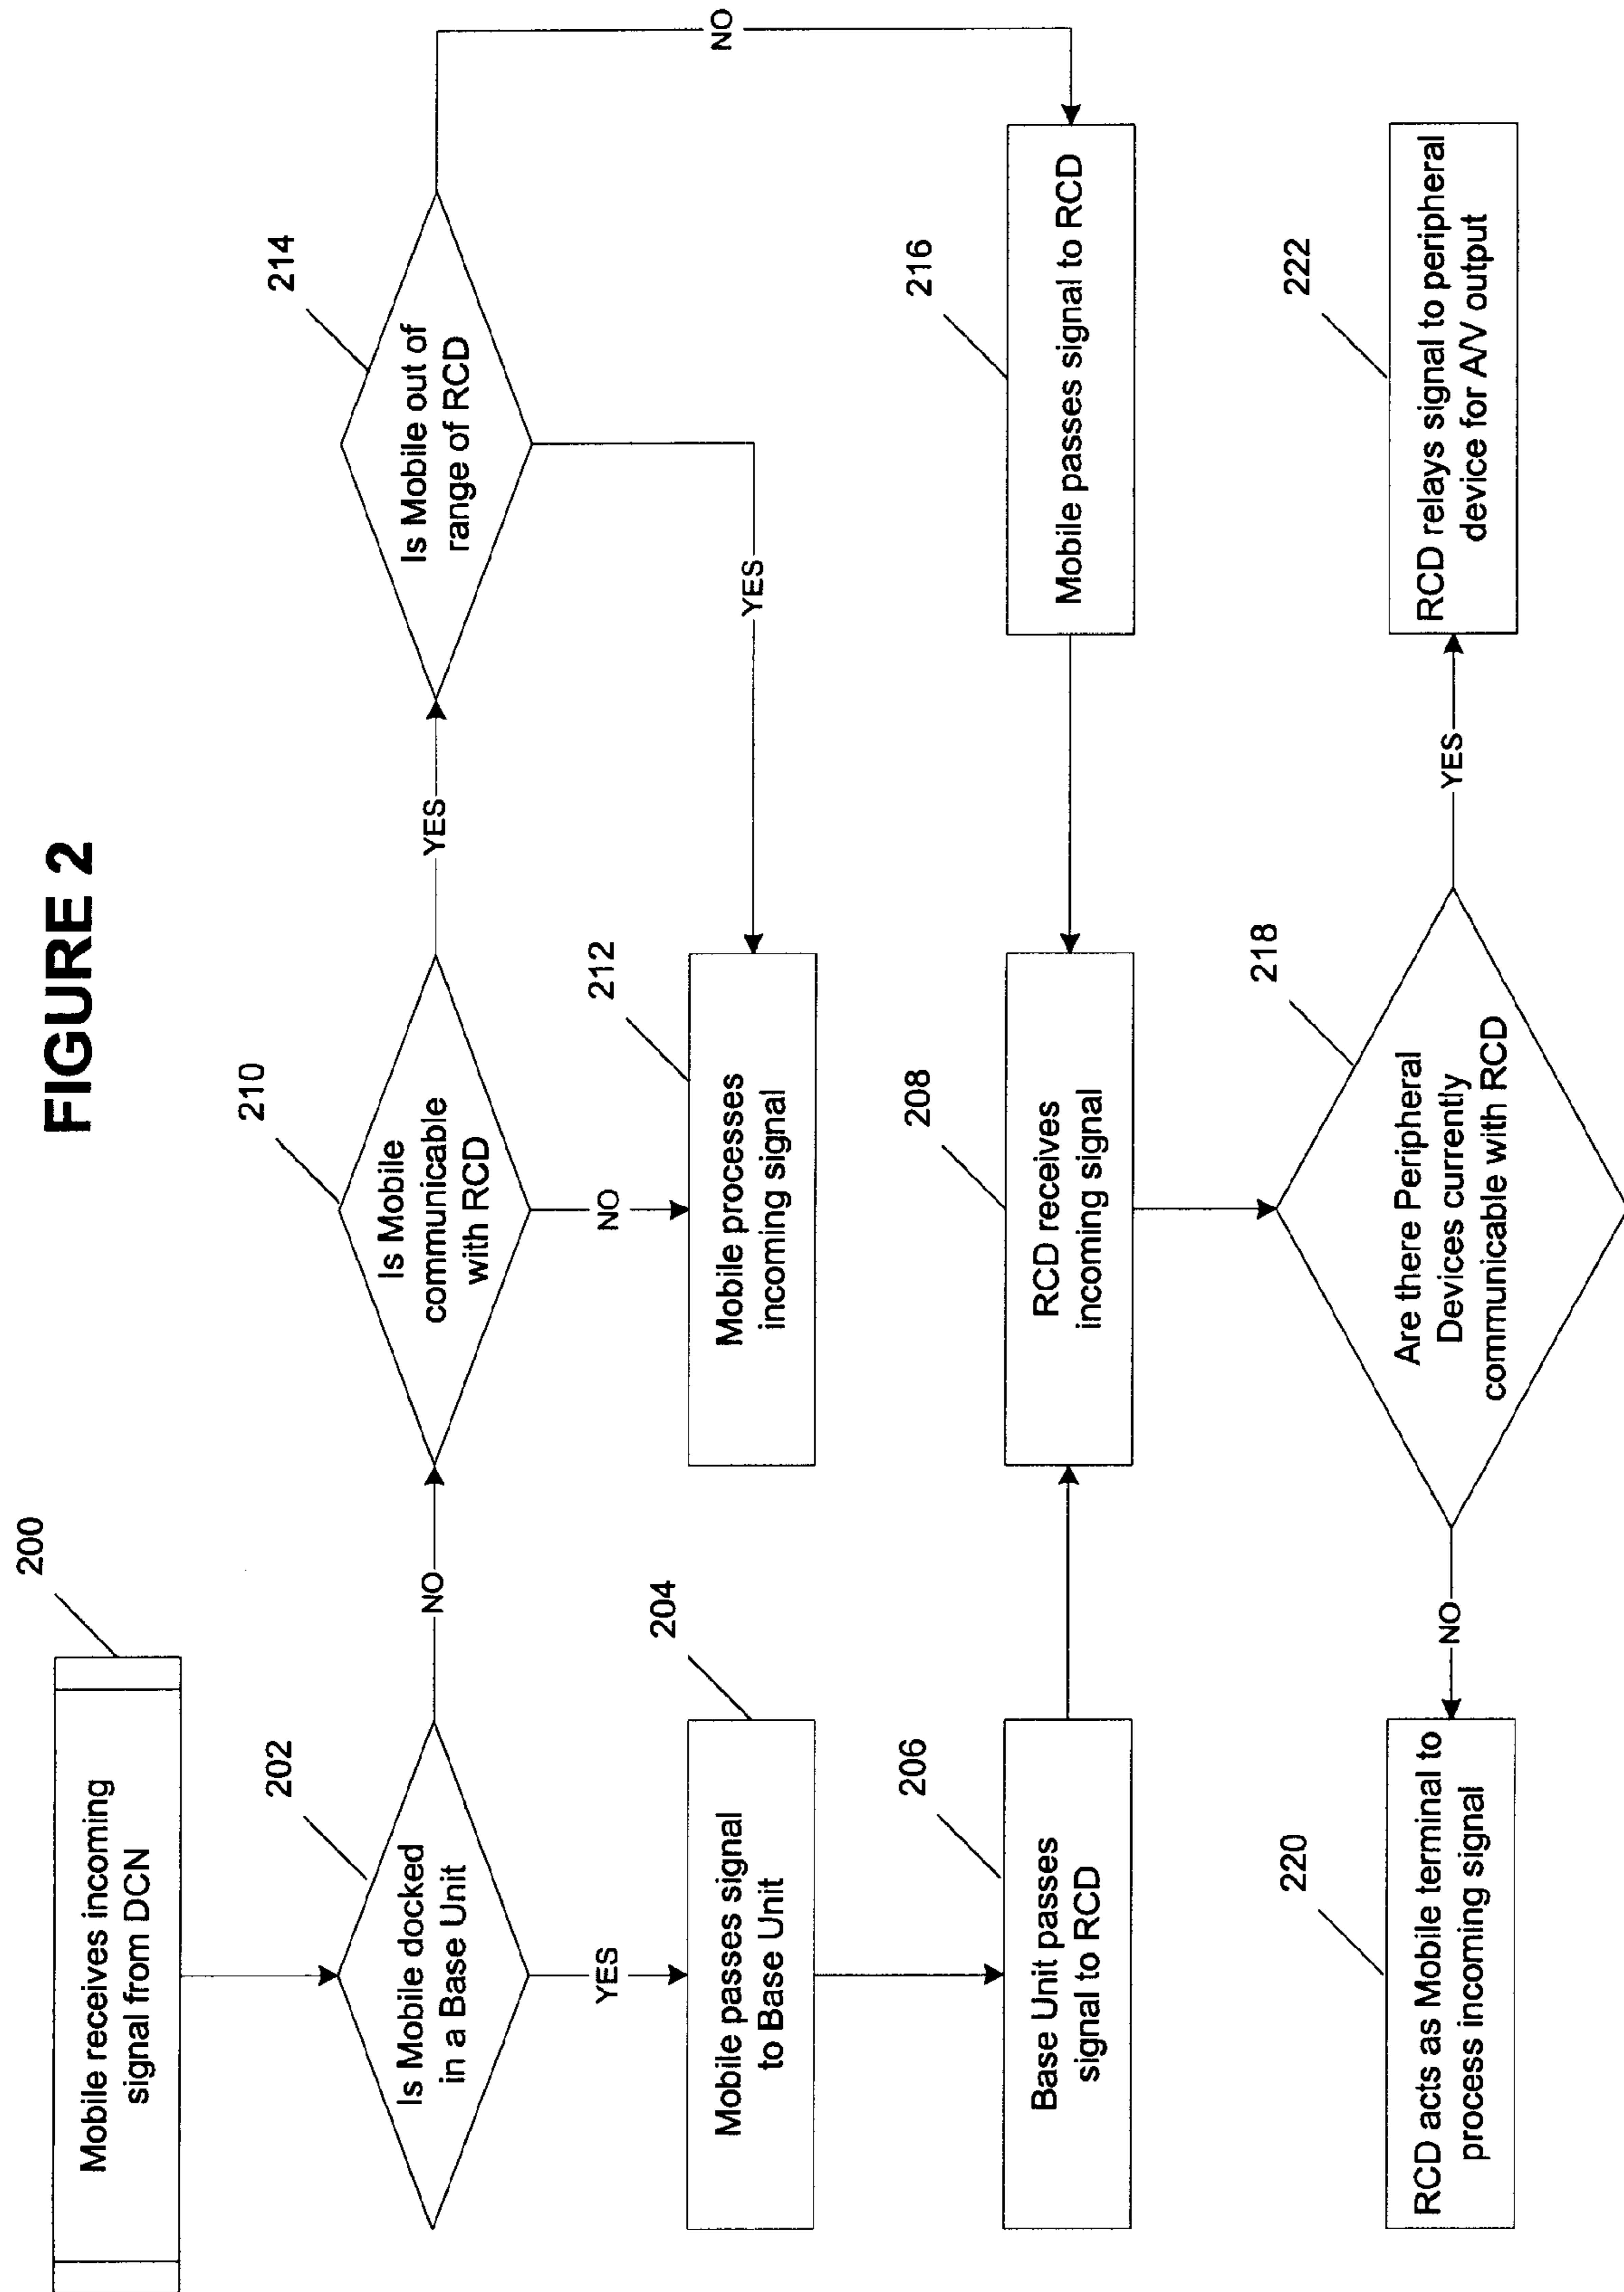 FIGURE 2
200
Mobile receives incoming
signal from DCN
202
Is Mobile docked
in a Base Unit
NO
YES
210
Is Mobile
communicable
with RCD
YES
NO
214
Is Mobile out of
range of RCD
NO
YES
204
Mobile passes signal
to Base Unit
212
Mobile processes
incoming signal
206
Base Unit passes
signal to RCD
208
RCD receives
incoming signal
216
Mobile passes signal to RCD
218
Are there Peripheral
Devices currently
communicable with RCD
NO
YES
220
RCD acts as Mobile terminal to
process incoming signal
222
RCD relays signal to peripheral
device for A/V output